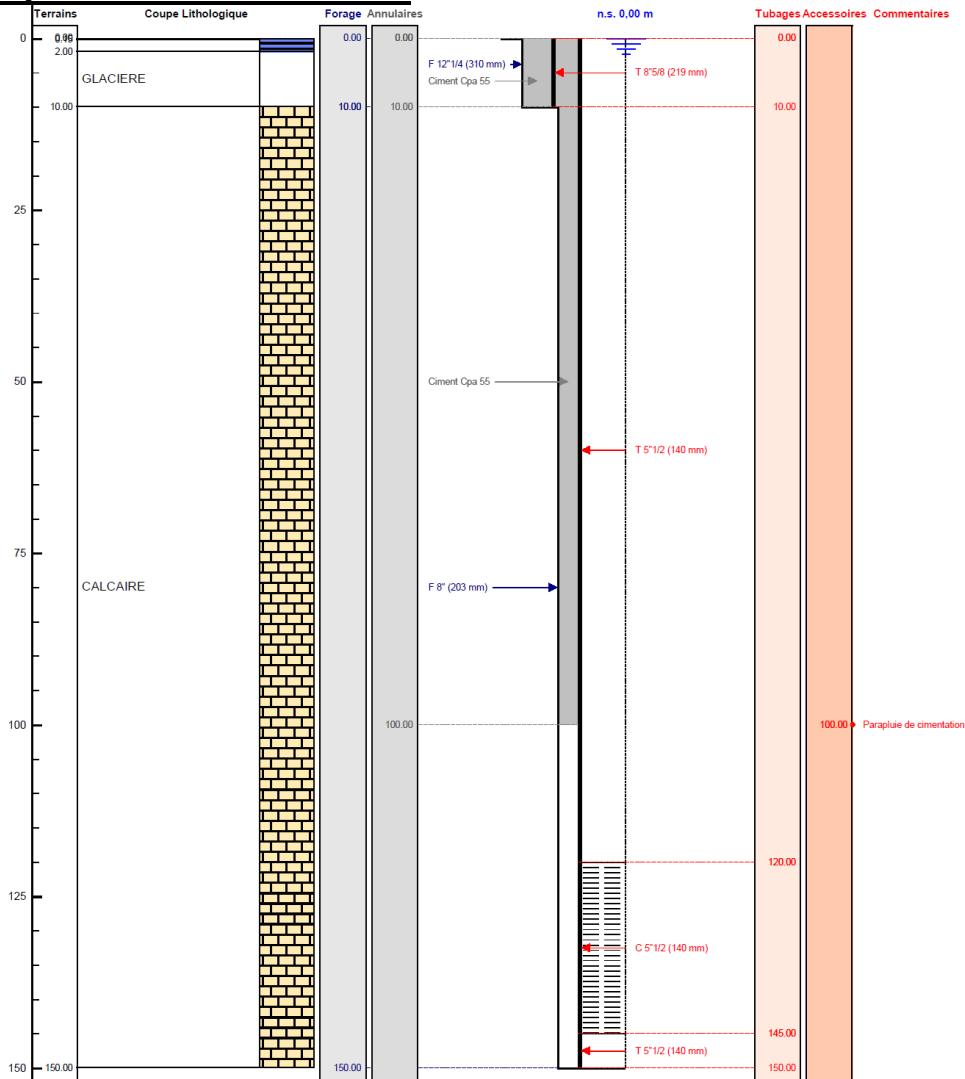 Terrains Coupe Lithologique Forage Annulaires n.s. 0,00 m Tubages Accessoires Commentaires
0 0.00 0.00 0.00
2.00
F 12"1/4 (310 mm)
T 8"5/8 (219 mm)
GLACIERE
Ciment Cpa 55
10.00 10.00 10.00 10.00
25
50
Ciment Cpa 55
T 5"1/2 (140 mm)
75
CALCAIRE
F 8" (203 mm)
100 100.00 100.00 Parapluie de cimentation
120.00
125
C 5"1/2 (140 mm)
145.00
T 5"1/2 (140 mm)
150 150.00 150.00 150.00